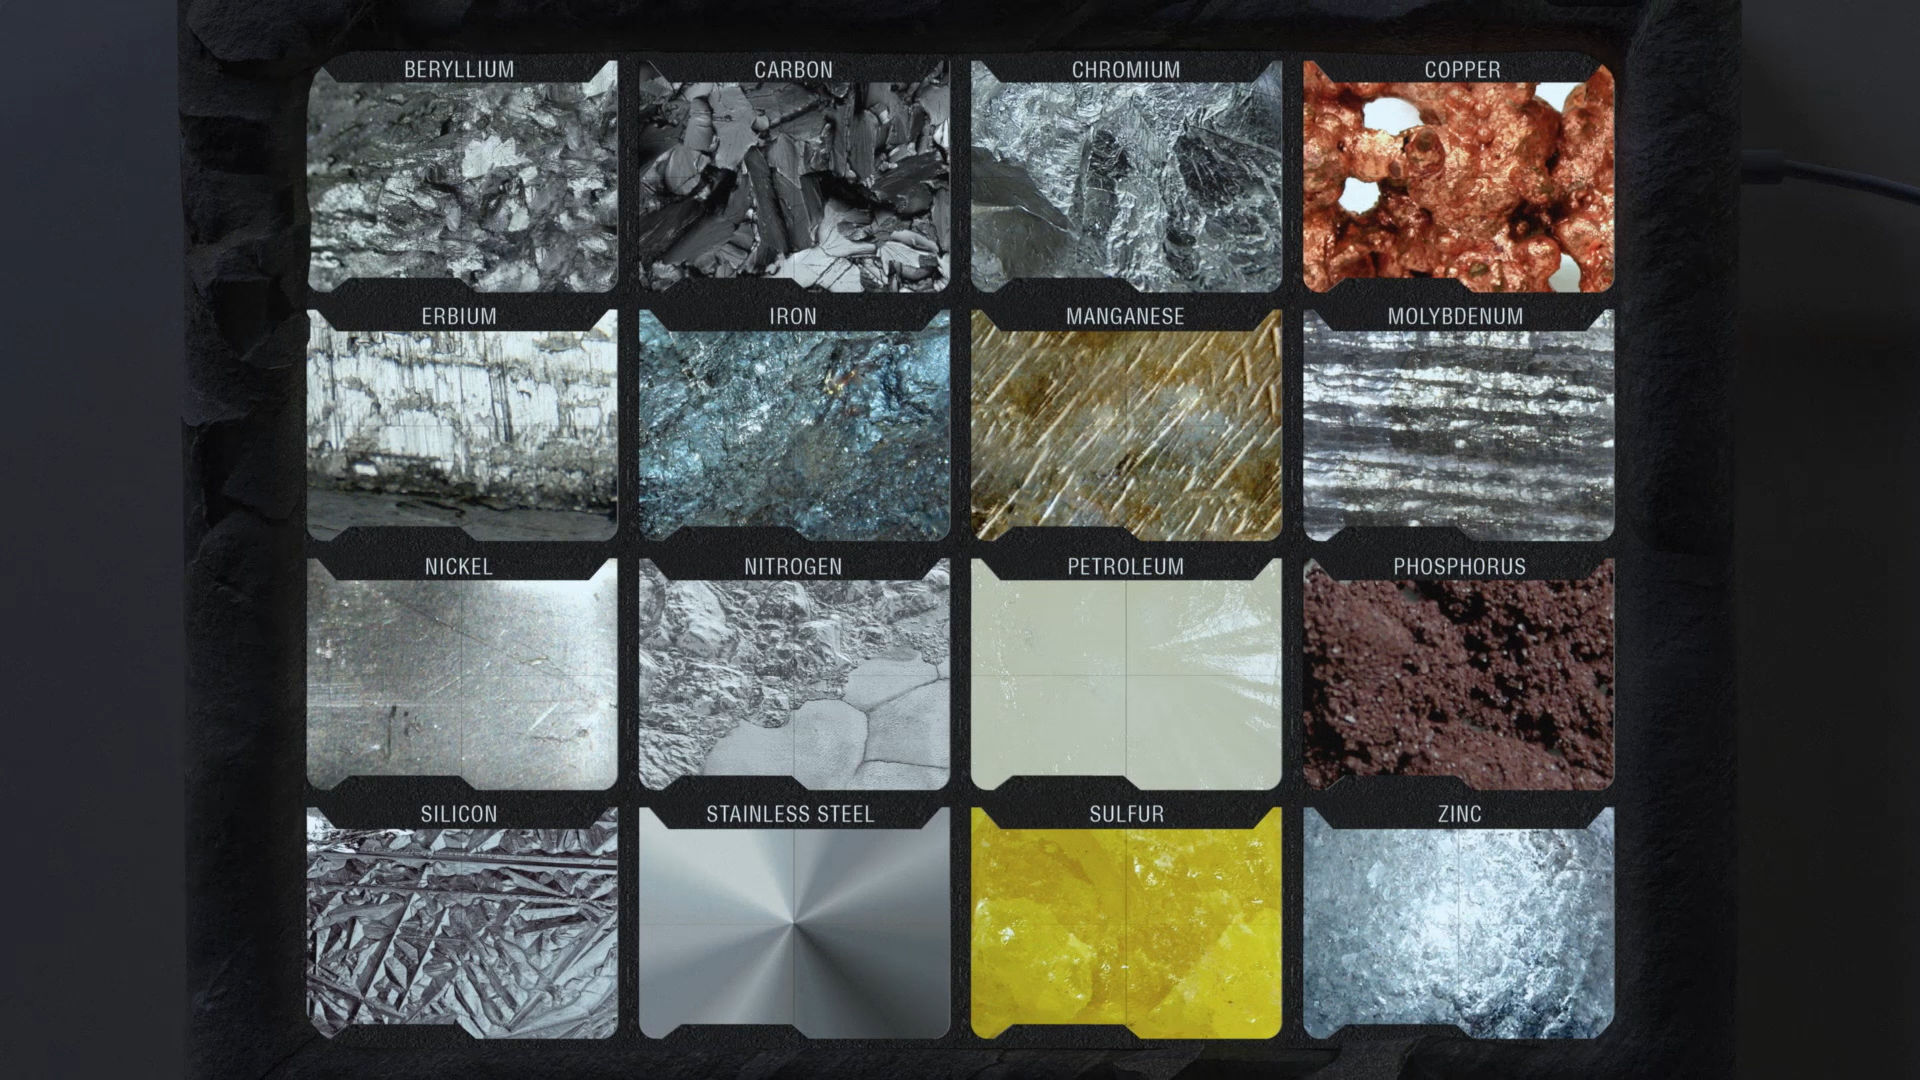 BERYLLIUM
CARBON
CHROMIUM
COPPER
ERBIUM
IRON
MANGANESE
MOLYBDENUM
NICKEL
NITROGEN
PETROLEUM
PHOSPHORUS
SILICON
STAINLESS STEEL
SULFUR
ZINC